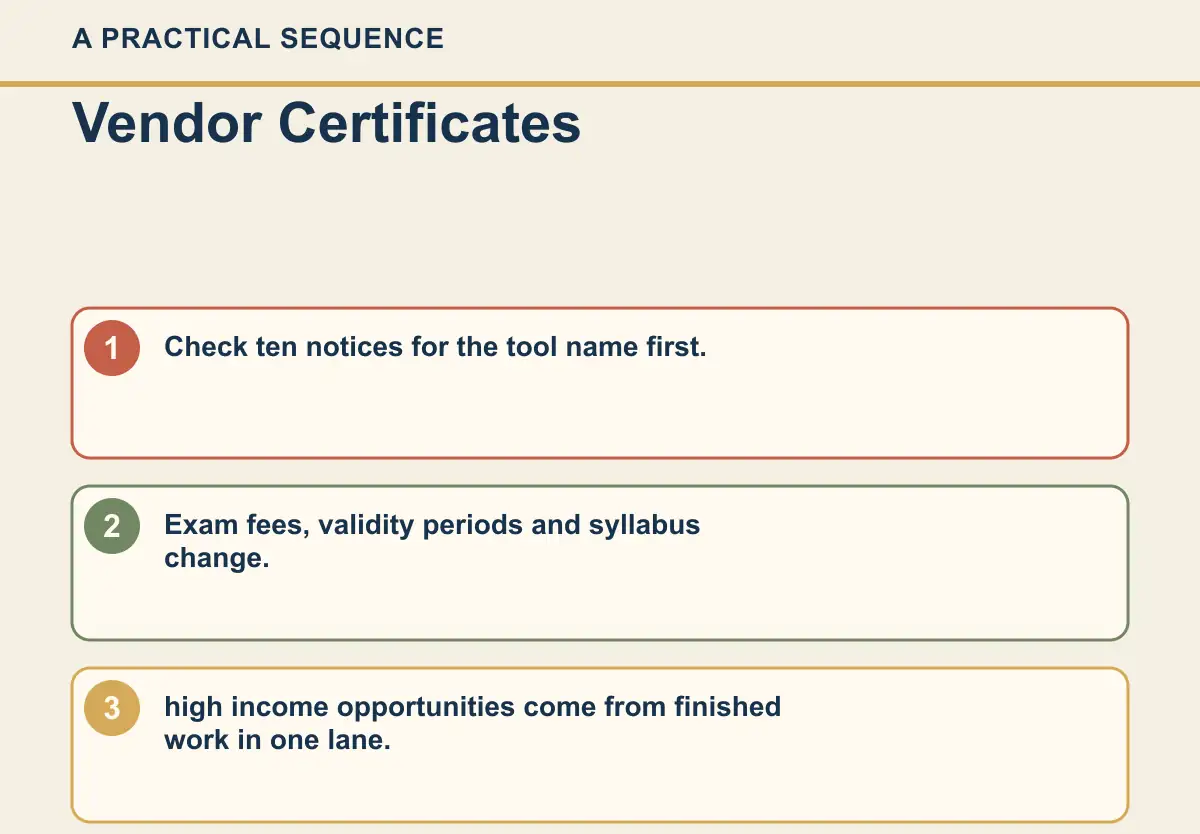 A PRACTICAL SEQUENCE
Vendor Certificates
1
Check ten notices for the tool name first.
2
Exam fees, validity periods and syllabus
change.
3
high income opportunities come from finished
work in one lane.